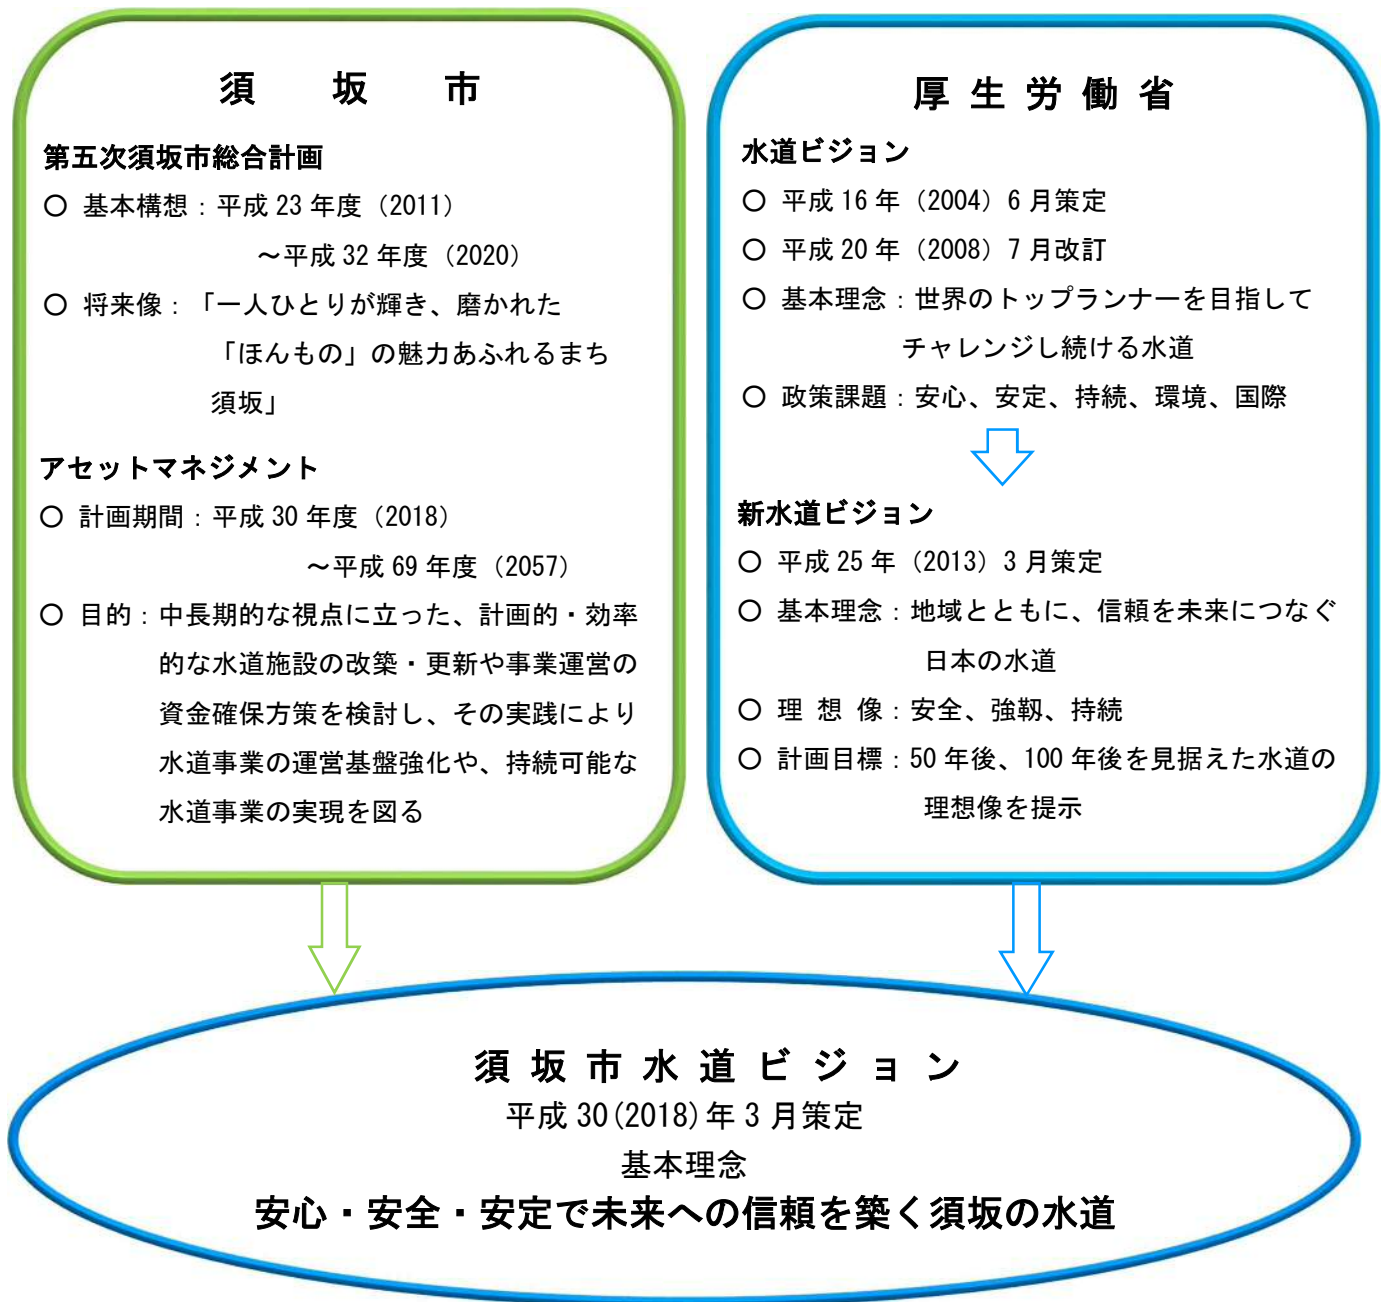 須坂市
第五次須坂市総合計画
○ 基本構想：平成 23 年度（2011）
～平成 32 年度（2020）
○ 将来像：「一人ひとりが輝き、磨かれた
「ほんもの」の魅力あふれるまち
須坂」
アセットマネジメント
○ 計画期間：平成 30 年度（2018）
～平成 69 年度（2057）
○ 目的：中長期的な視点に立った、計画的・効率
的な水道施設の改築・更新や事業運営の
資金確保方策を検討し、その実践により
水道事業の運営基盤強化や、持続可能な
水道事業の実現を図る
厚生労働省
水道ビジョン
○ 平成 16 年（2004）6 月策定
○ 平成 20 年（2008）7 月改訂
○ 基本理念：世界のトップランナーを目指して
チャレンジし続ける水道
○ 政策課題：安心、安定、持続、環境、国際
新水道ビジョン
○ 平成 25 年（2013）3 月策定
○ 基本理念：地域とともに、信頼を未来につなぐ
日本の水道
○ 理 想 像：安全、強靱、持続
○ 計画目標：50 年後、100 年後を見据えた水道の
理想像を提示
須坂市水道ビジョン
平成 30(2018)年 3 月策定
基本理念
安心・安全・安定で未来への信頼を築く須坂の水道